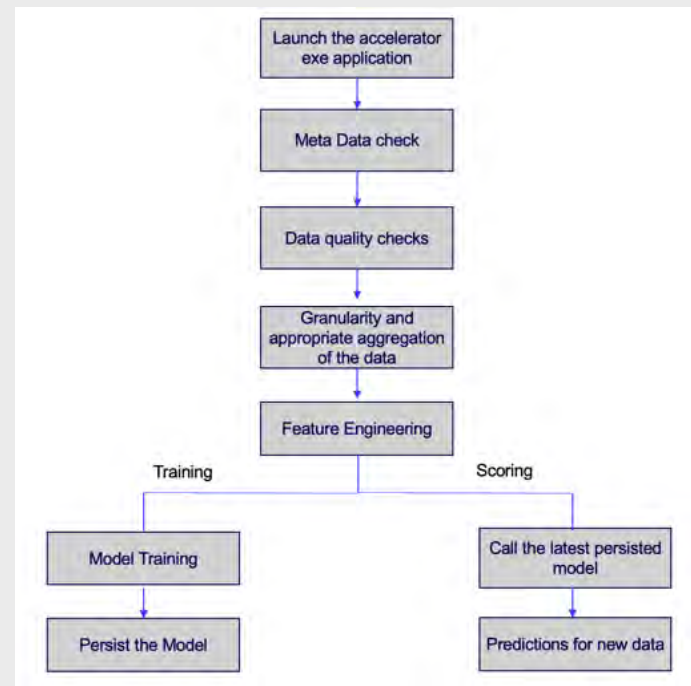 Launch the accelerator
exe application
Meta Data check
Data quality checks
Granularity and
appropriate aggregation
of the data
Feature Engineering
Training
Scoring
Model Training
Call the latest persisted
model
Persist the Model
Predictions for new data